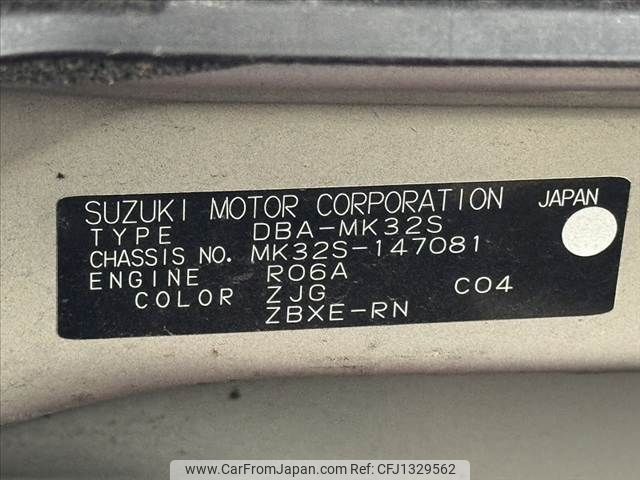 SUZUKI MOTOR CORPORATION JAPAN
TYPE DBA-MK32S
CHASSIS NO. MK32S-147081
ENGINE R06A
COLOR ZJG C04
ZBXE-RN
www.CarFromJapan.com - CFJ1329562